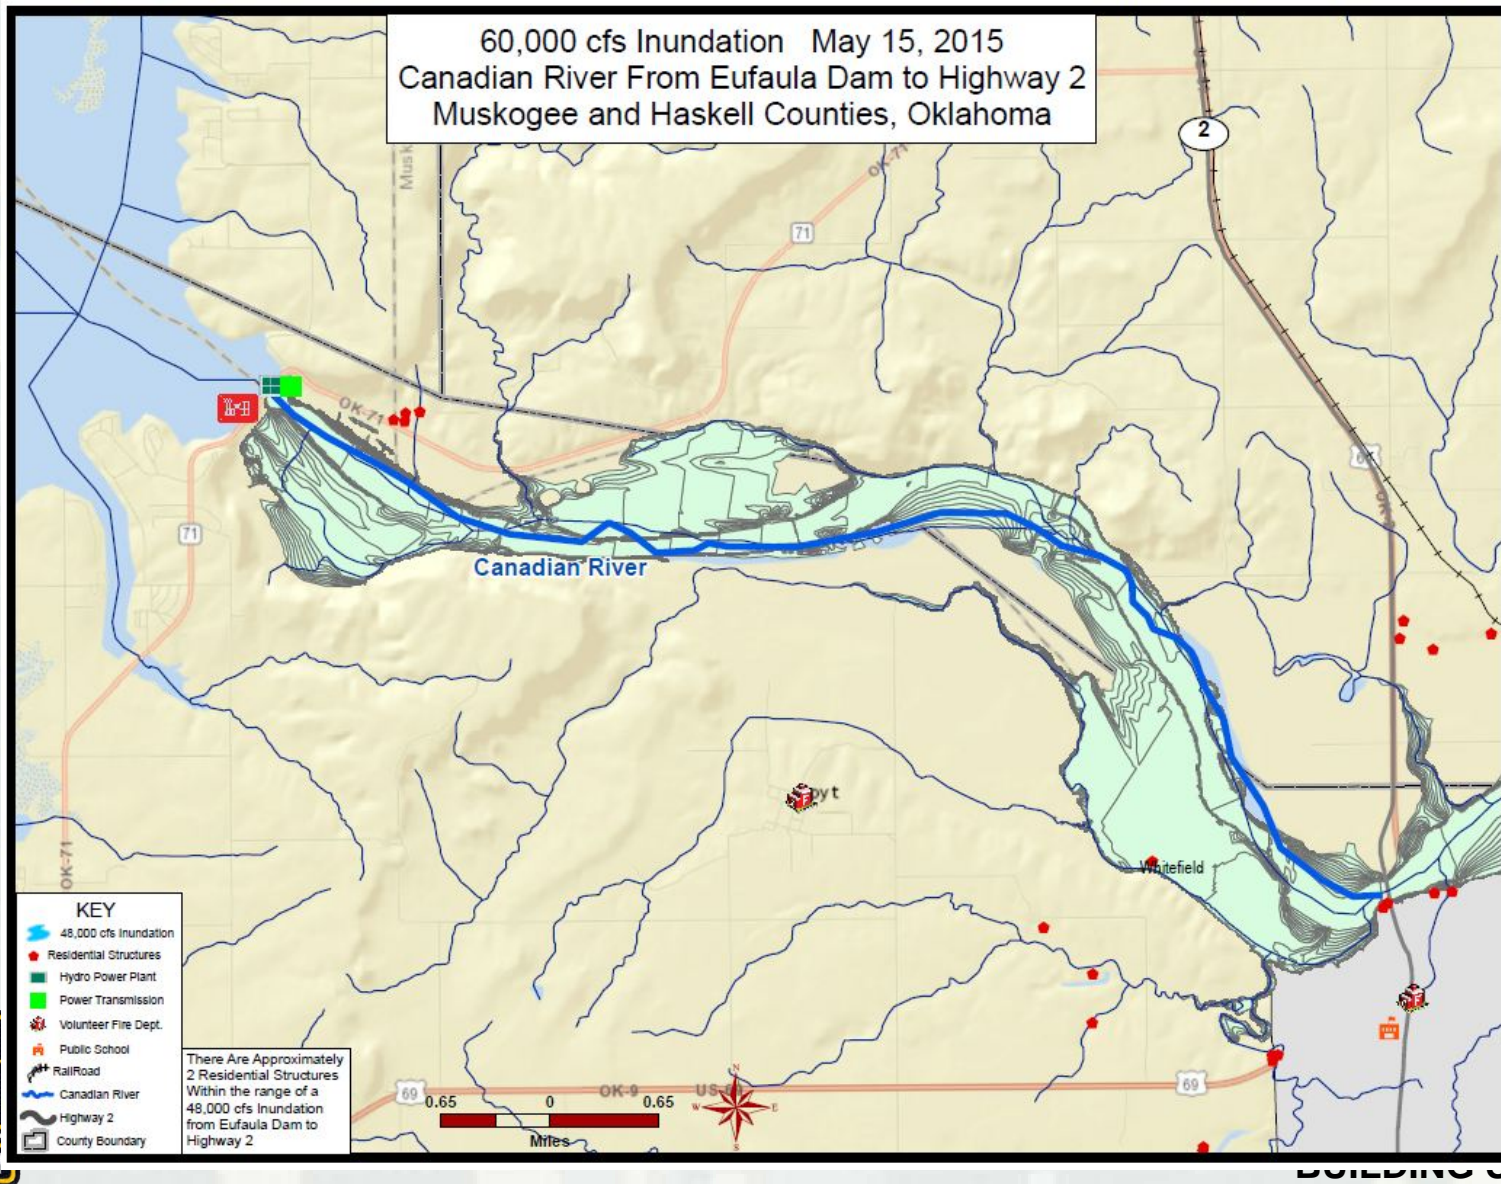 60,000 cfs Inundation May 15, 2015
Canadian River From Eufaula Dam to Highway 2
Muskogee and Haskell Counties, Oklahoma
2
Musk
OK-71
71
OK-71
71
Canadian River
OK-71
Whitefield
69
OK-9
US-
69
KEY
48,000 cfs Inundation
Residential Structures
Hydro Power Plant
Power Transmission
Volunteer Fire Dept.
Public School
RailRoad
Canadian River
Highway 2
County Boundary
There Are Approximately
2 Residential Structures
Within the range of a
48,000 cfs Inundation
from Eufaula Dam to
Highway 2
0.65 0 0.65
Miles
N
W E
S